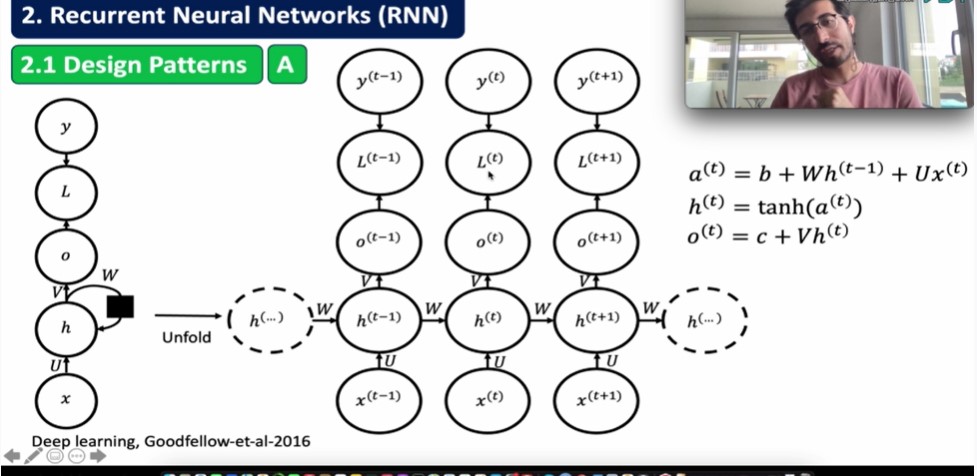 2. Recurrent Neural Networks (RNN)
2.1 Design Patterns
A
y
L
o
W
V
h
U
x
Unfold
h^(...)
W
y^(t−1)
L^(t−1)
o^(t−1)
V
h^(t−1)
U
x^(t−1)
W
y^(t)
L^(t)
o^(t)
V
h^(t)
U
x^(t)
W
y^(t+1)
L^(t+1)
o^(t+1)
V
h^(t+1)
U
x^(t+1)
W
h^(...)
a^(t) = b + Wh^(t−1) + Ux^(t)
h^(t) = tanh(a^(t))
o^(t) = c + Vh^(t)
Deep learning, Goodfellow-et-al-2016